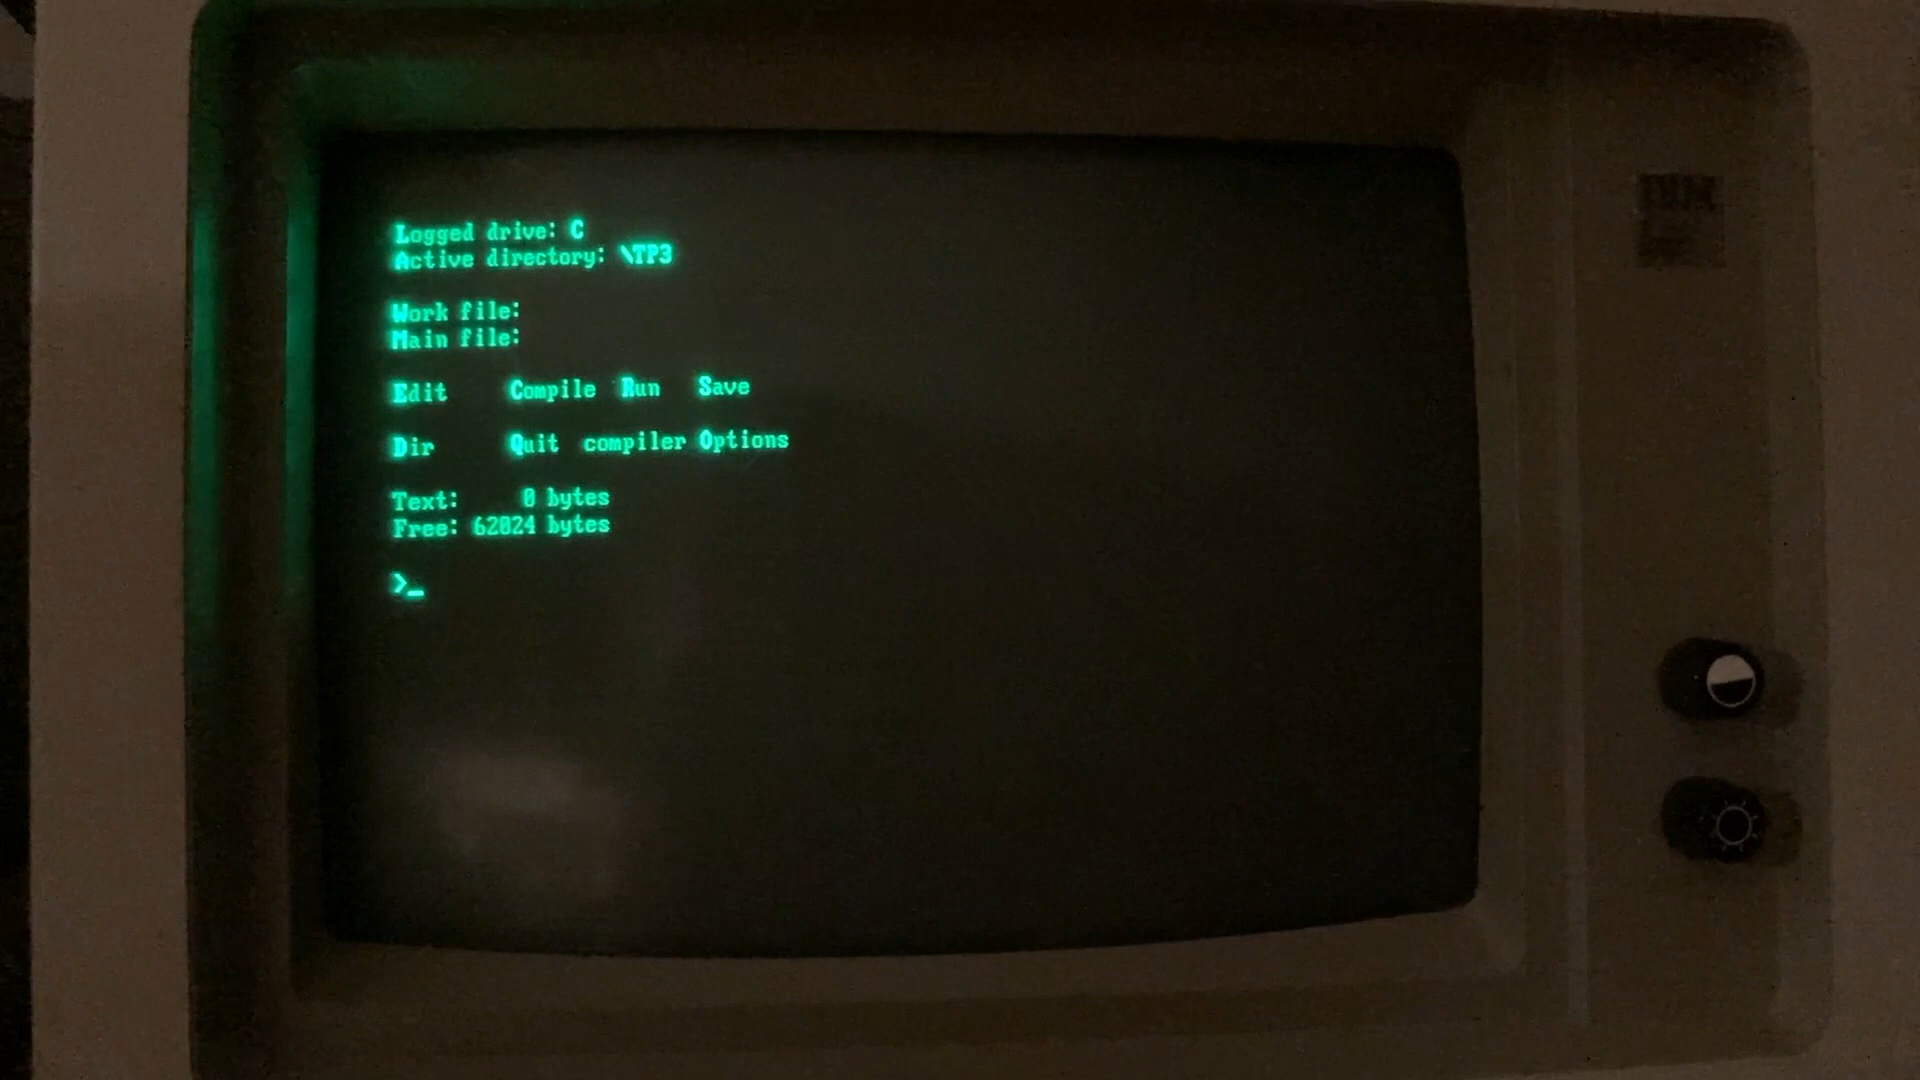 Logged drive: C
Active directory: \TP3
Work file:
Main file:
Edit Compile Run Save
Dir Quit compiler Options
Text: 0 bytes
Free: 62024 bytes
>_
IBM